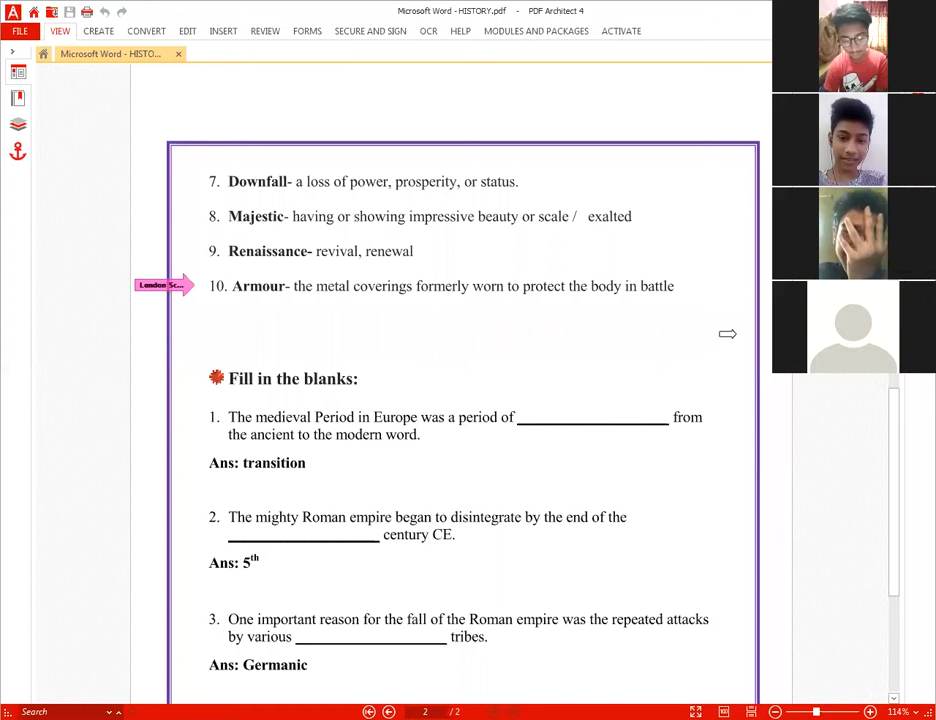 Microsoft Word - HISTORY.pdf - PDF Architect 4
FILE VIEW CREATE CONVERT EDIT INSERT REVIEW FORMS SECURE AND SIGN OCR HELP MODULES AND PACKAGES ACTIVATE
Microsoft Word - HISTO...
7. Downfall- a loss of power, prosperity, or status.
8. Majestic- having or showing impressive beauty or scale / exalted
9. Renaissance- revival, renewal
London Sc...
10. Armour- the metal coverings formerly worn to protect the body in battle
Fill in the blanks:
1. The medieval Period in Europe was a period of ____________________ from
the ancient to the modern word.
Ans: transition
2. The mighty Roman empire began to disintegrate by the end of the
____________________ century CE.
Ans: 5th
3. One important reason for the fall of the Roman empire was the repeated attacks
by various ____________________ tribes.
Ans: Germanic
Search 2 / 2 114%